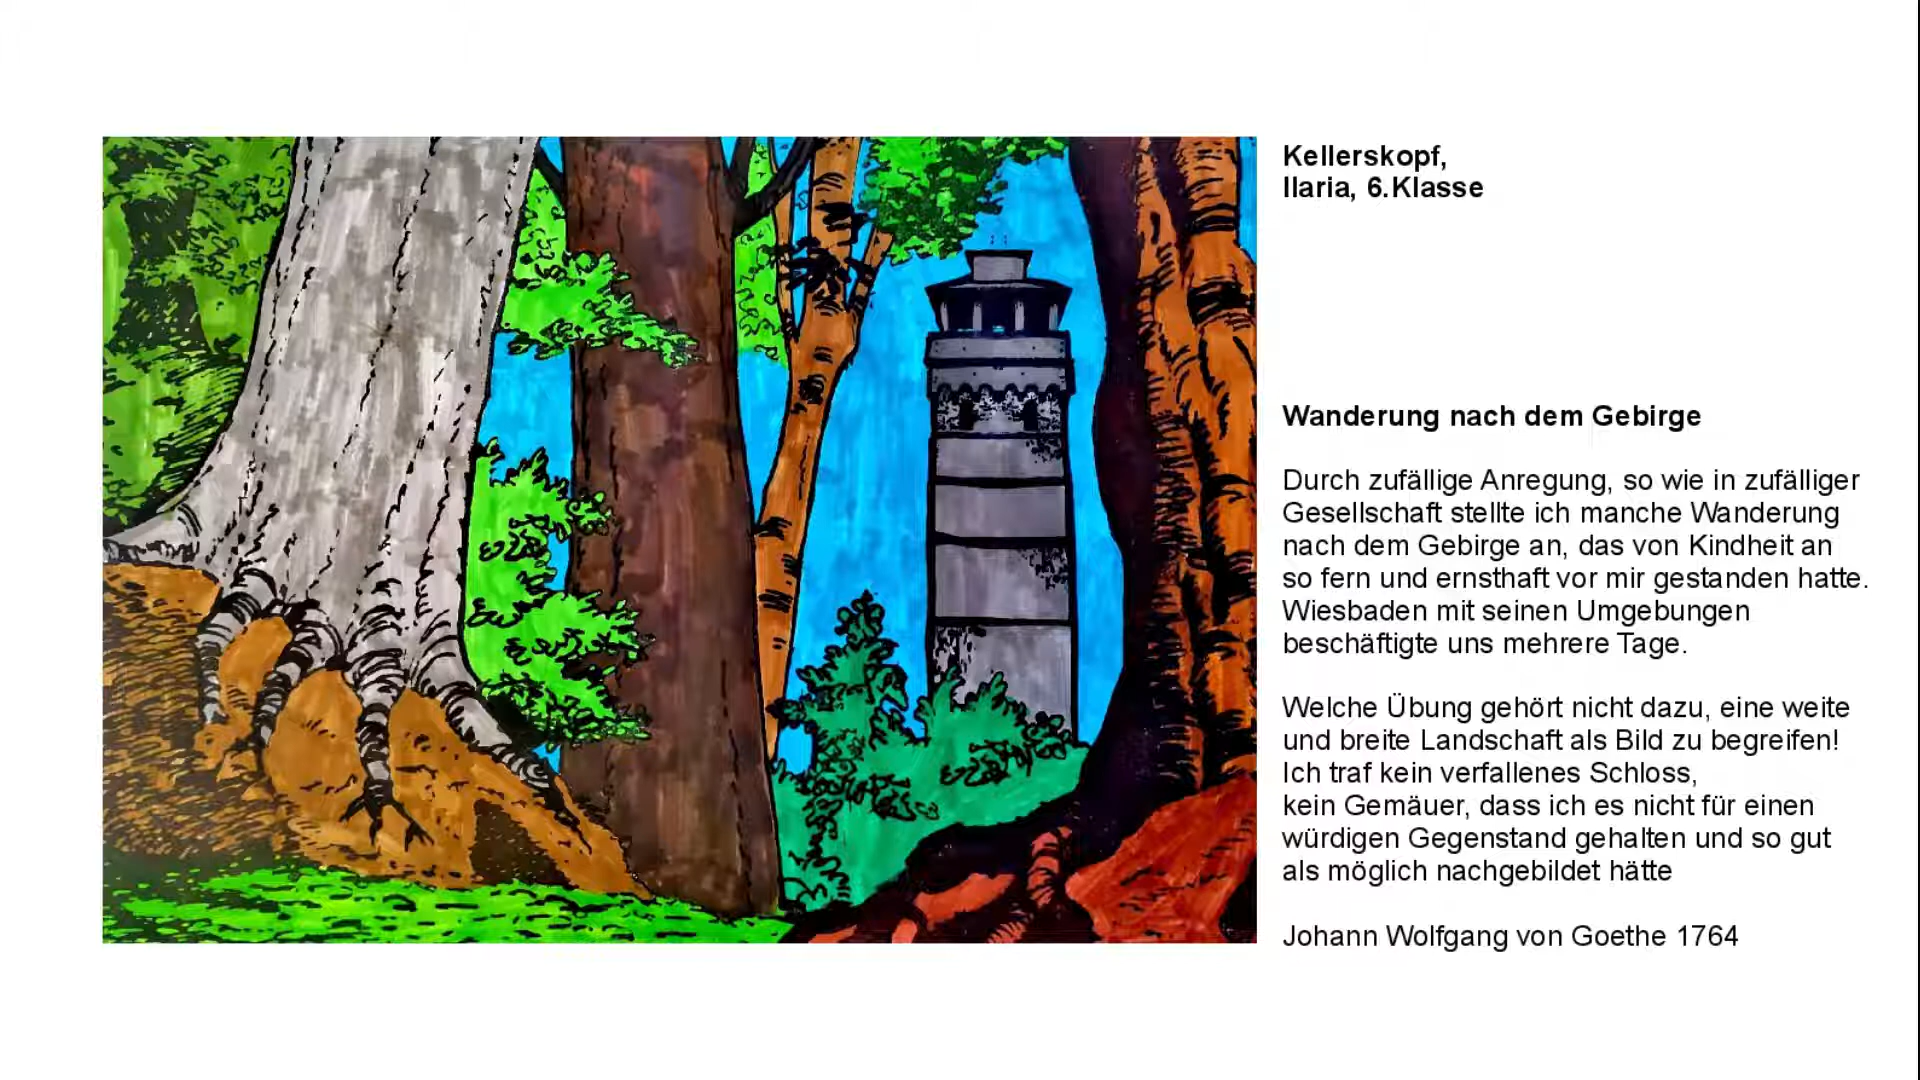 Kellerskopf,
Ilaria, 6.Klasse
Wanderung nach dem Gebirge
Durch zufällige Anregung, so wie in zufälliger
Gesellschaft stellte ich manche Wanderung
nach dem Gebirge an, das von Kindheit an
so fern und ernsthaft vor mir gestanden hatte.
Wiesbaden mit seinen Umgebungen
beschäftigte uns mehrere Tage.
Welche Übung gehört nicht dazu, eine weite
und breite Landschaft als Bild zu begreifen!
Ich traf kein verfallenes Schloss,
kein Gemäuer, dass ich es nicht für einen
würdigen Gegenstand gehalten und so gut
als möglich nachgebildet hätte
Johann Wolfgang von Goethe 1764